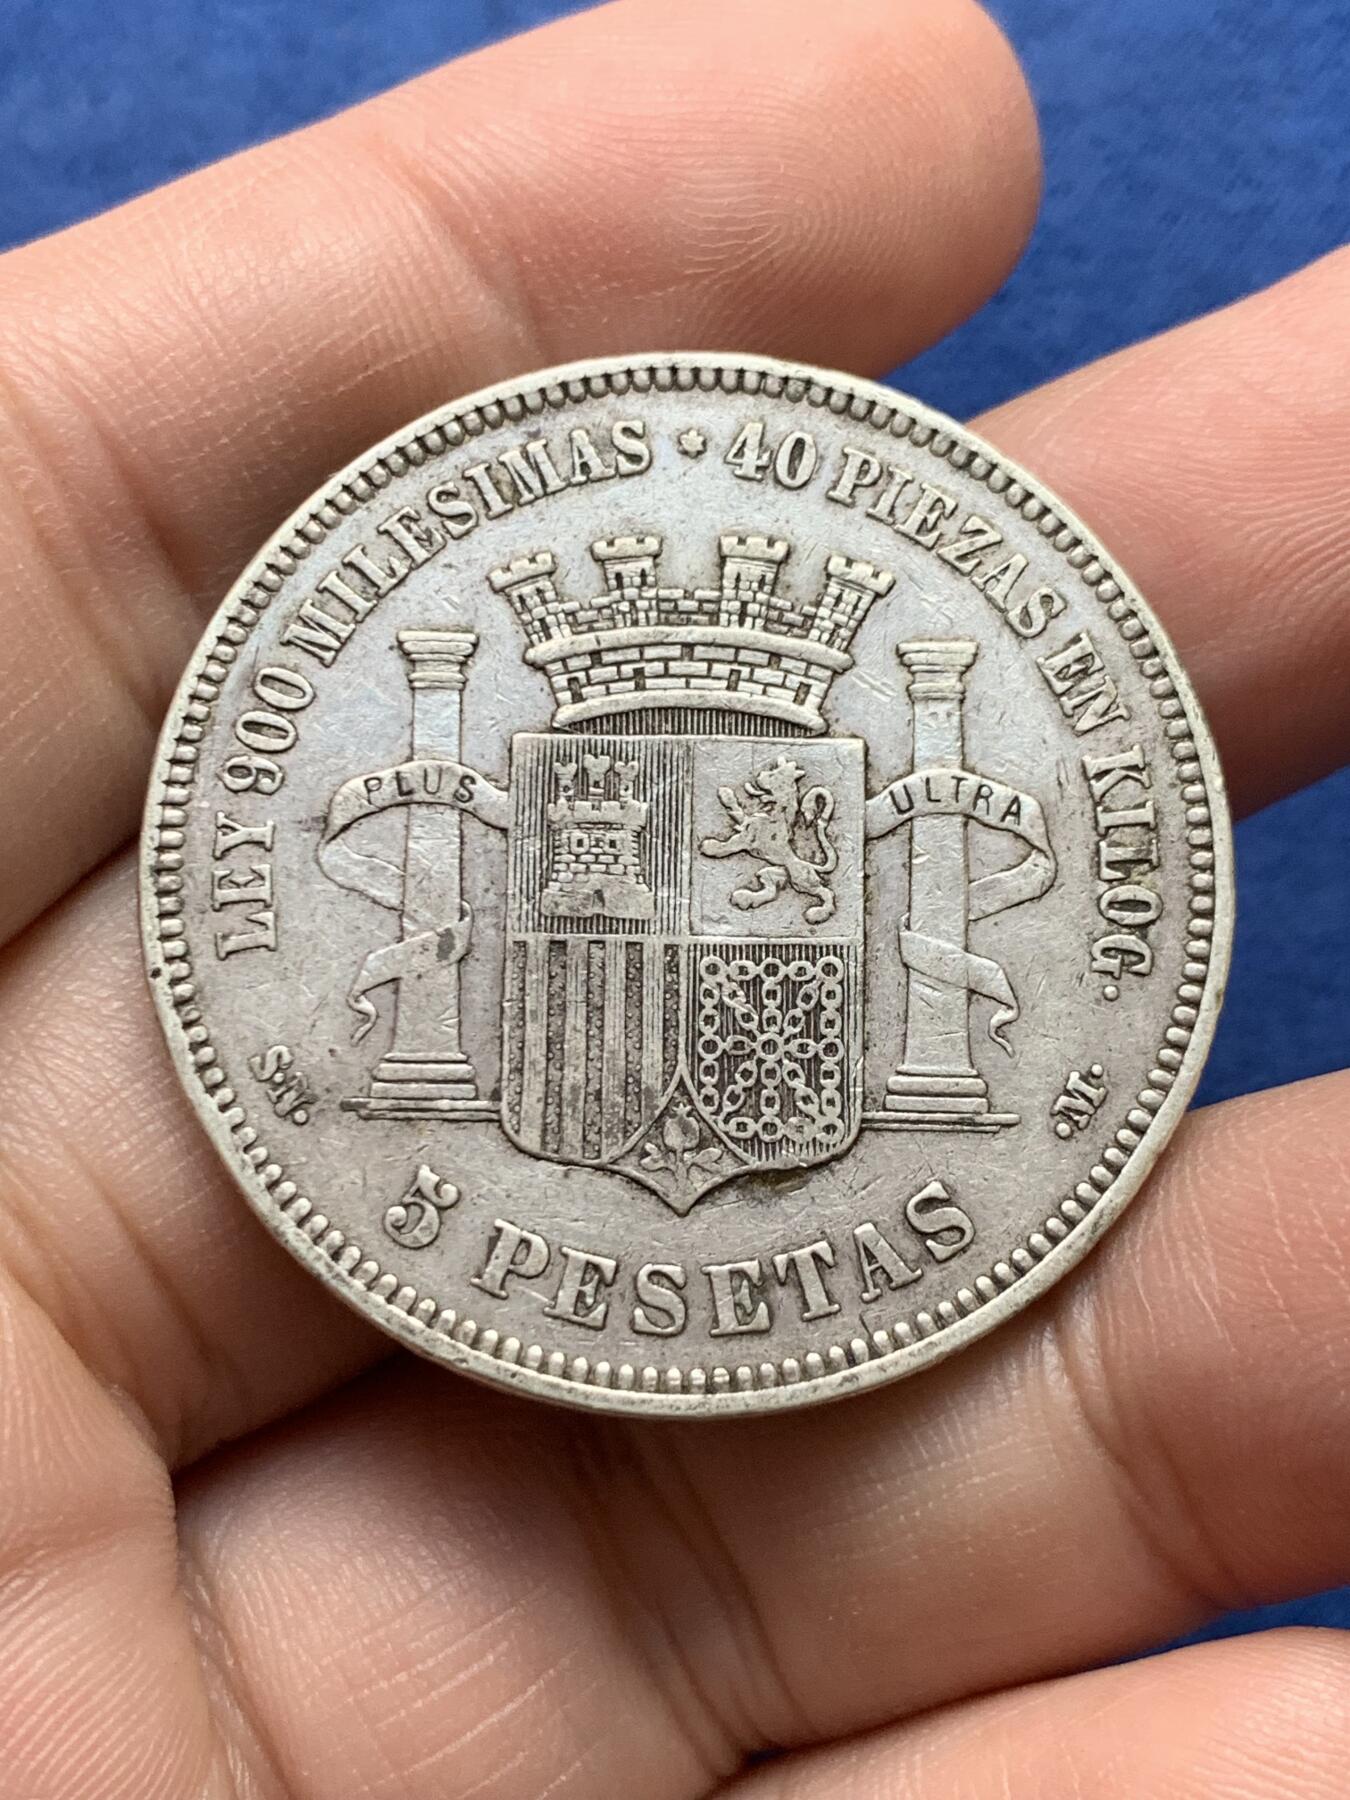 LEY 900 MILESIMAS * 40 PIEZAS EN KILOG.
PLUS ULTRA
S.N. .M.
5 PESETAS